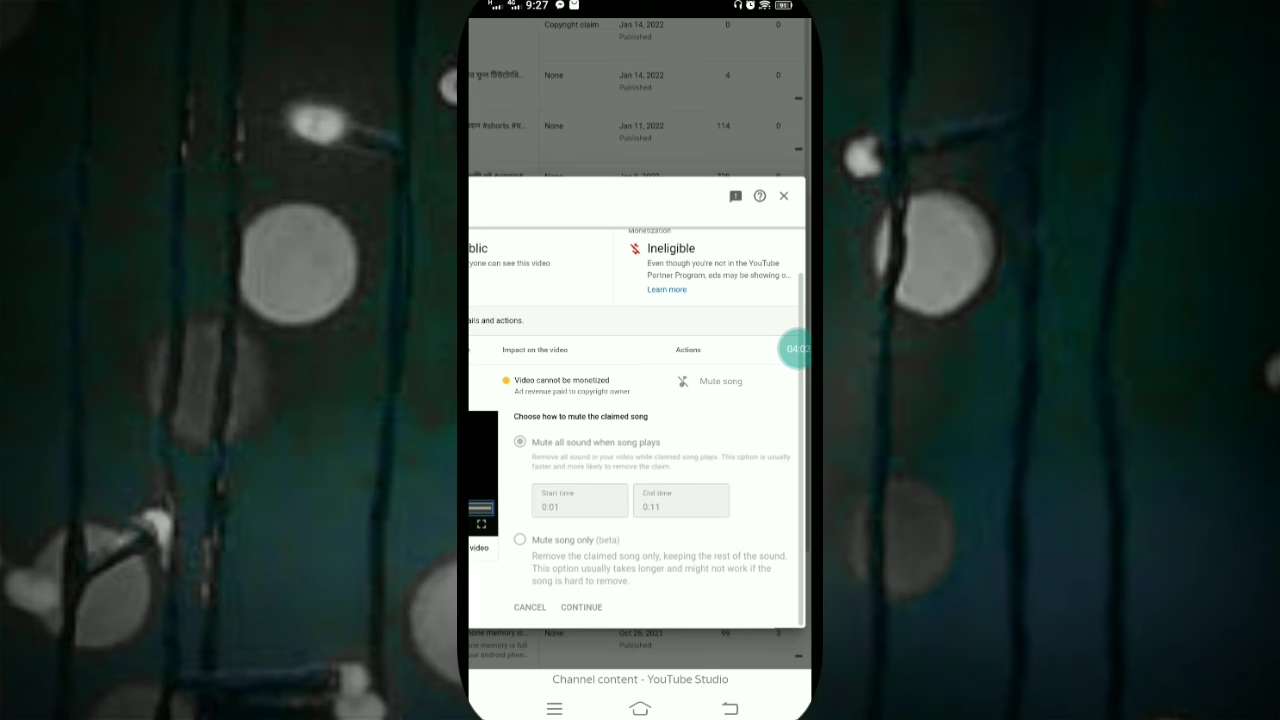 9:27
Copyright claim Jan 14, 2022 0 0
Published
None Jan 14, 2022 4 0
Published
#shorts None Jan 11, 2022 114 0
Published
Monetization
blic Ineligible
yone can see this video Even though you're not in the YouTube
Partner Program, ads may be showing o...
Learn more
ails and actions.
Impact on the video Actions
04:02
Video cannot be monetized Mute song
Ad revenue paid to copyright owner
Choose how to mute the claimed song
Mute all sound when song plays
Remove all sound in your video while claimed song plays. This option is usually
faster and more likely to remove the claim.
Start time End time
0:01 0:11
Mute song only (beta)
video
Remove the claimed song only, keeping the rest of the sound.
This option usually takes longer and might not work if the
song is hard to remove.
CANCEL CONTINUE
None Oct 26, 2021 99
Published
Channel content - YouTube Studio